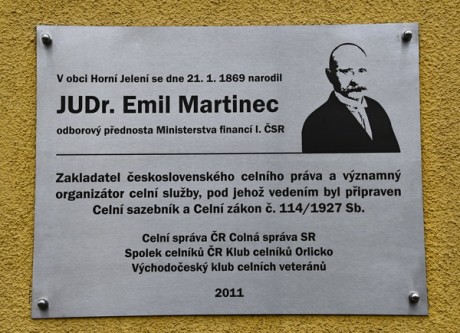 V obci Horní Jelení se dne 21. 1. 1869 narodil
JUDr. Emil Martinec
odborový přednosta Ministerstva financí I. ČSR
Zakladatel československého celního práva a významný
organizátor celní služby, pod jehož vedením byl připraven
Celní sazebník a Celní zákon č. 114/1927 Sb.
Celní správa ČR Colná správa SR
Spolek celníků ČR Klub celníků Orlicko
Východočeský klub celních veteránů
2011